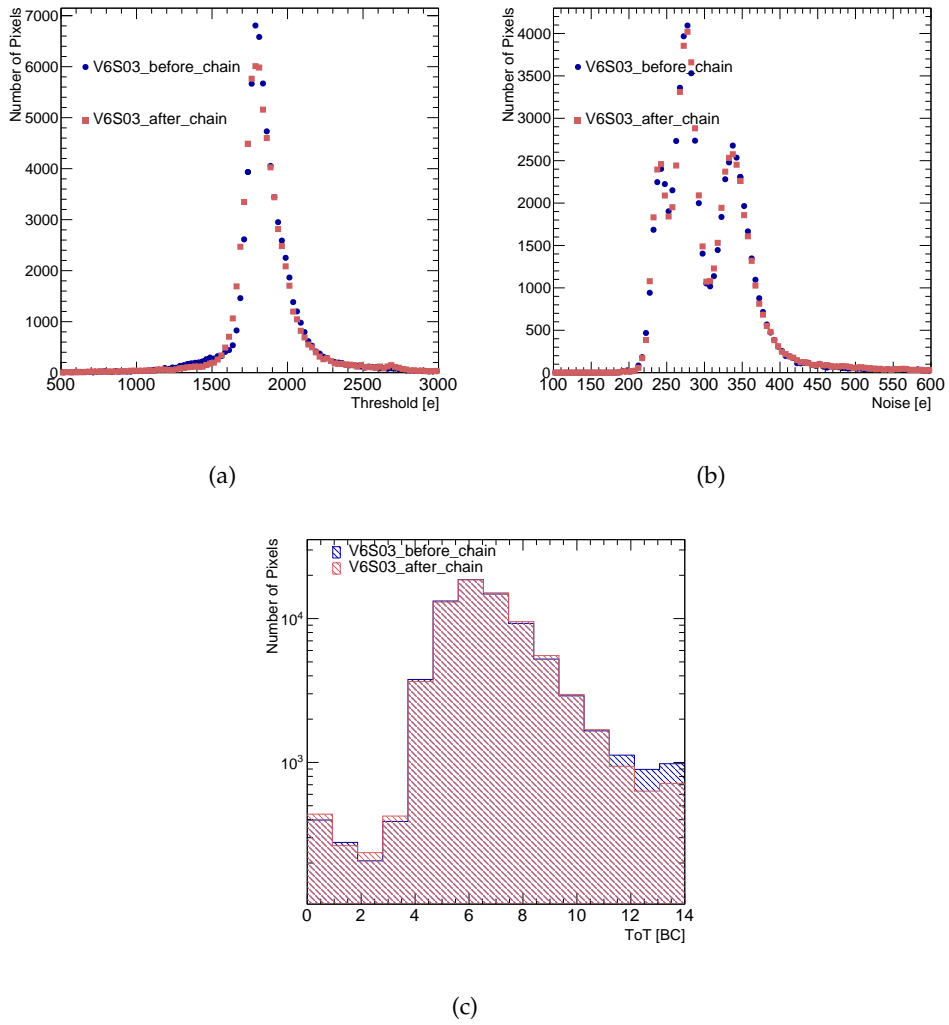 Number of Pixels
7000
6000
5000
4000
3000
2000
1000
0
V6S03_before_chain
V6S03_after_chain
500 1000 1500 2000 2500 3000
Threshold [e]
(a)
Number of Pixels
4000
3500
3000
2500
2000
1500
1000
500
0
V6S03_before_chain
V6S03_after_chain
100 150 200 250 300 350 400 450 500 550 600
Noise [e]
(b)
Number of Pixels
10⁴
10³
V6S03_before_chain
V6S03_after_chain
0 2 4 6 8 10 12 14
ToT [BC]
(c)